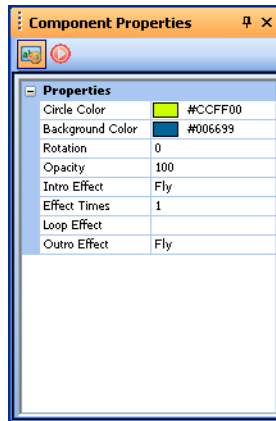 Component Properties
Properties
Circle Color #CCFF00
Background Color #006699
Rotation 0
Opacity 100
Intro Effect Fly
Effect Times 1
Loop Effect
Outro Effect Fly